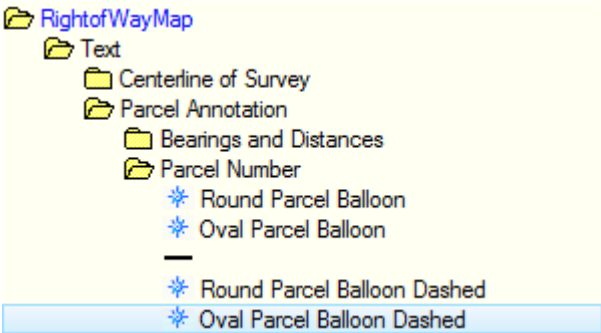 RightofWayMap
Text
Centerline of Survey
Parcel Annotation
Bearings and Distances
Parcel Number
Round Parcel Balloon
Oval Parcel Balloon
Round Parcel Balloon Dashed
Oval Parcel Balloon Dashed